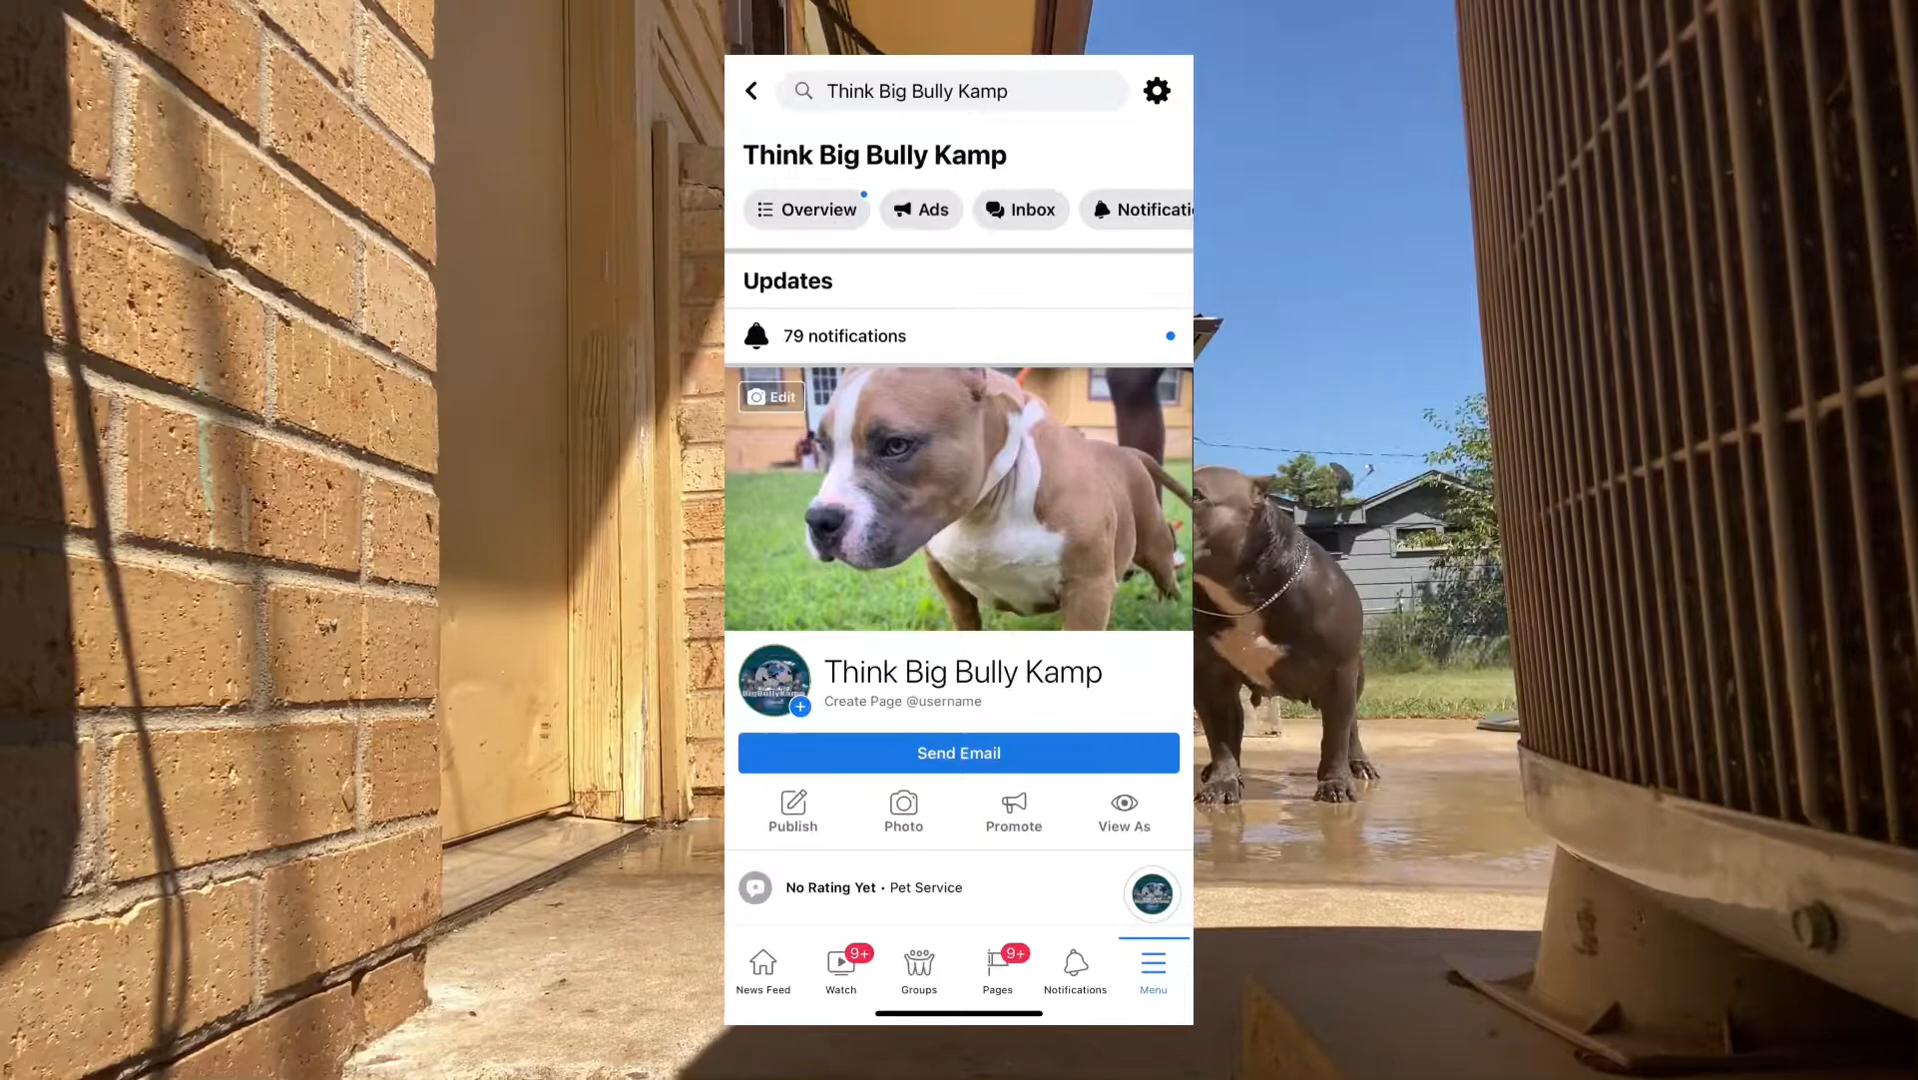 Think Big Bully Kamp
Think Big Bully Kamp
Overview
Ads
Inbox
Notificati
Updates
79 notifications
Edit
BigBullyKamp
Think Big Bully Kamp
Create Page @username
Send Email
Publish
Photo
Promote
View As
No Rating Yet • Pet Service
9+
9+
News Feed
Watch
Groups
Pages
Notifications
Menu